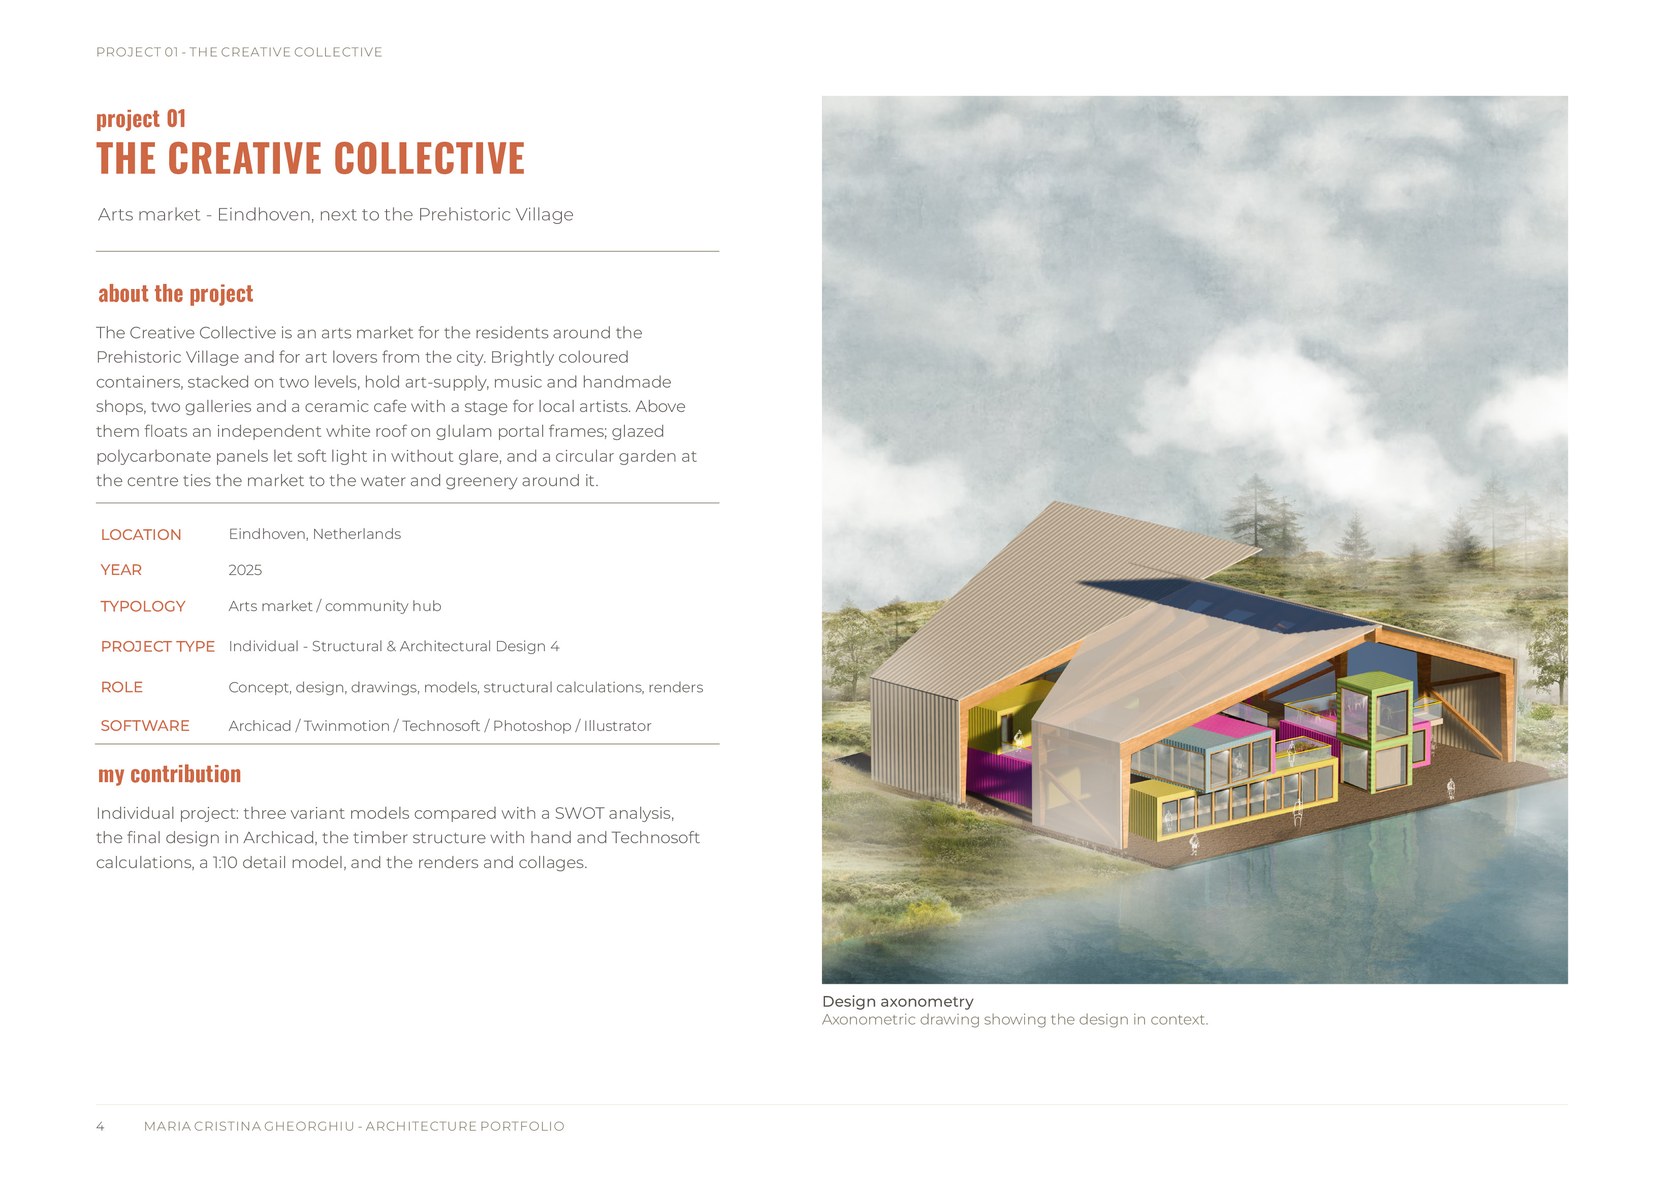 PROJECT 01 - THE CREATIVE COLLECTIVE
project 01
THE CREATIVE COLLECTIVE
Arts market - Eindhoven, next to the Prehistoric Village
about the project
The Creative Collective is an arts market for the residents around the
Prehistoric Village and for art lovers from the city. Brightly coloured
containers, stacked on two levels, hold art-supply, music and handmade
shops, two galleries and a ceramic cafe with a stage for local artists. Above
them floats an independent white roof on glulam portal frames; glazed
polycarbonate panels let soft light in without glare, and a circular garden at
the centre ties the market to the water and greenery around it.
LOCATION Eindhoven, Netherlands
YEAR 2025
TYPOLOGY Arts market / community hub
PROJECT TYPE Individual - Structural & Architectural Design 4
ROLE Concept, design, drawings, models, structural calculations, renders
SOFTWARE Archicad / Twinmotion / Technosoft / Photoshop / Illustrator
my contribution
Individual project: three variant models compared with a SWOT analysis,
the final design in Archicad, the timber structure with hand and Technosoft
calculations, a 1:10 detail model, and the renders and collages.
Design axonometry
Axonometric drawing showing the design in context.
4 MARIA CRISTINA GHEORGHIU - ARCHITECTURE PORTFOLIO